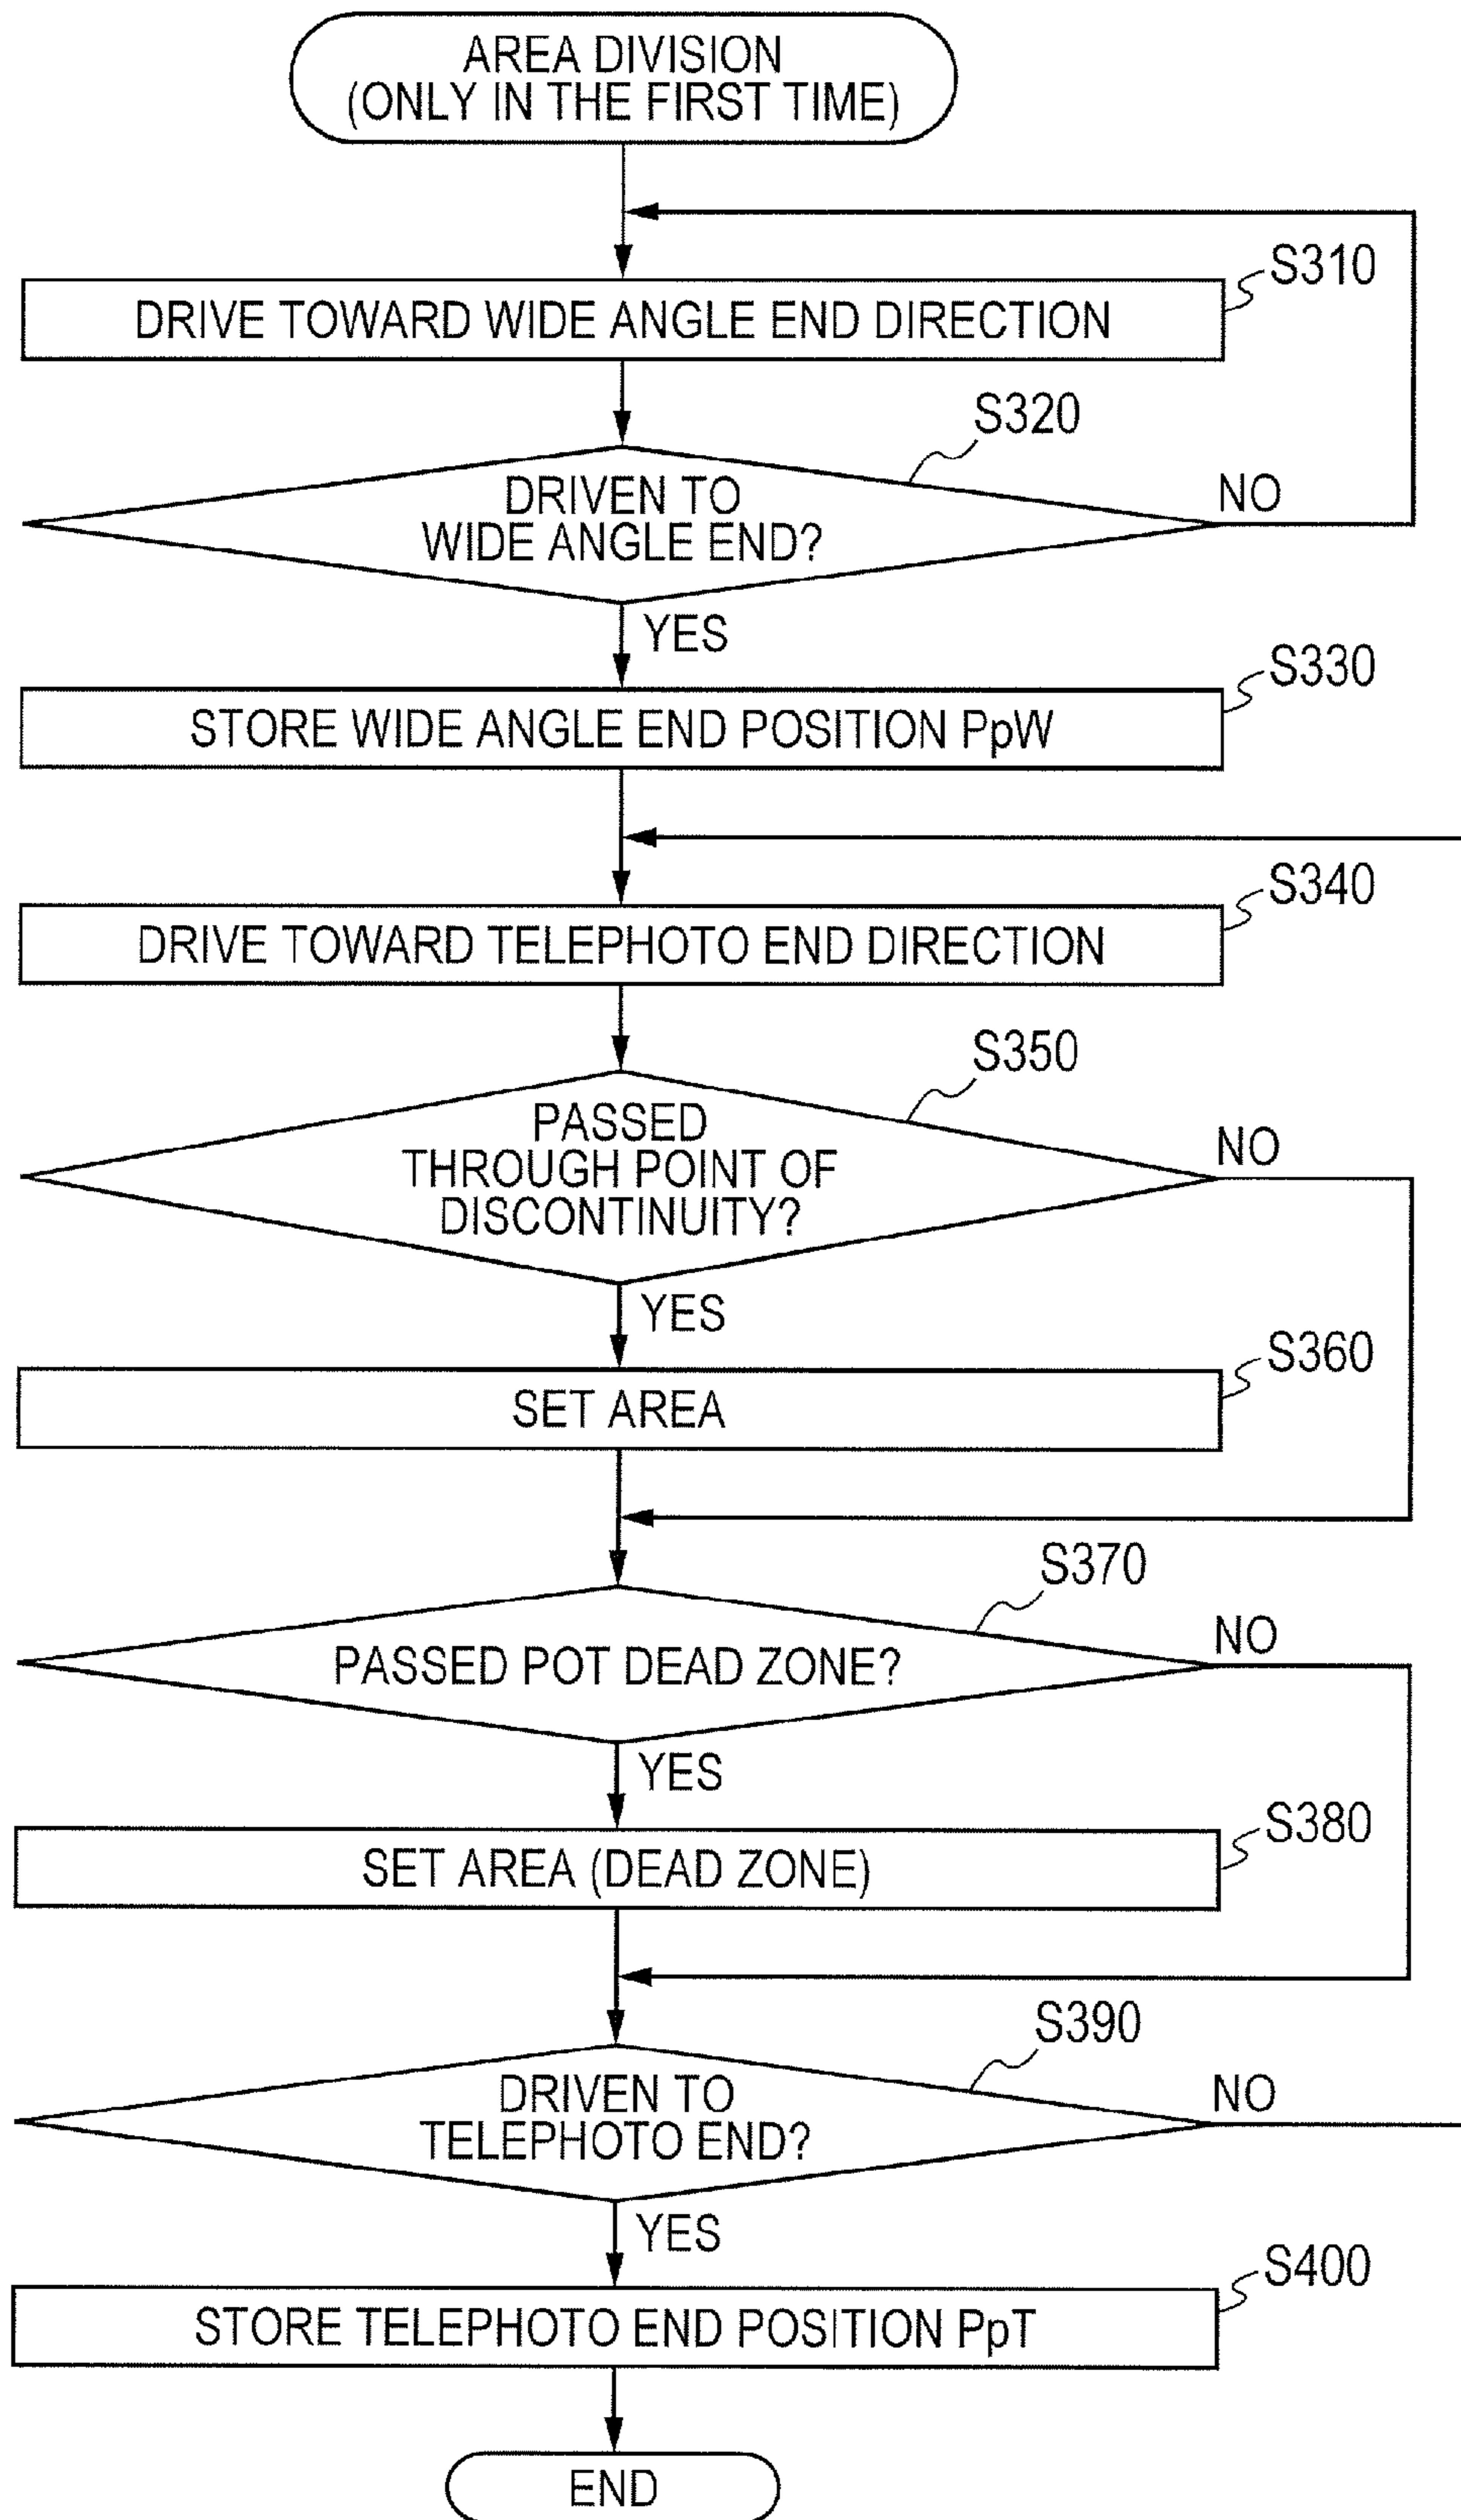 AREA DIVISION
(ONLY IN THE FIRST TIME)
S310
DRIVE TOWARD WIDE ANGLE END DIRECTION
S320
DRIVEN TO
WIDE ANGLE END?
NO
YES
S330
STORE WIDE ANGLE END POSITION PpW
S340
DRIVE TOWARD TELEPHOTO END DIRECTION
S350
PASSED
THROUGH POINT OF
DISCONTINUITY?
NO
YES
S360
SET AREA
S370
PASSED POT DEAD ZONE?
NO
YES
S380
SET AREA (DEAD ZONE)
S390
DRIVEN TO
TELEPHOTO END?
NO
YES
S400
STORE TELEPHOTO END POSITION PpT
END